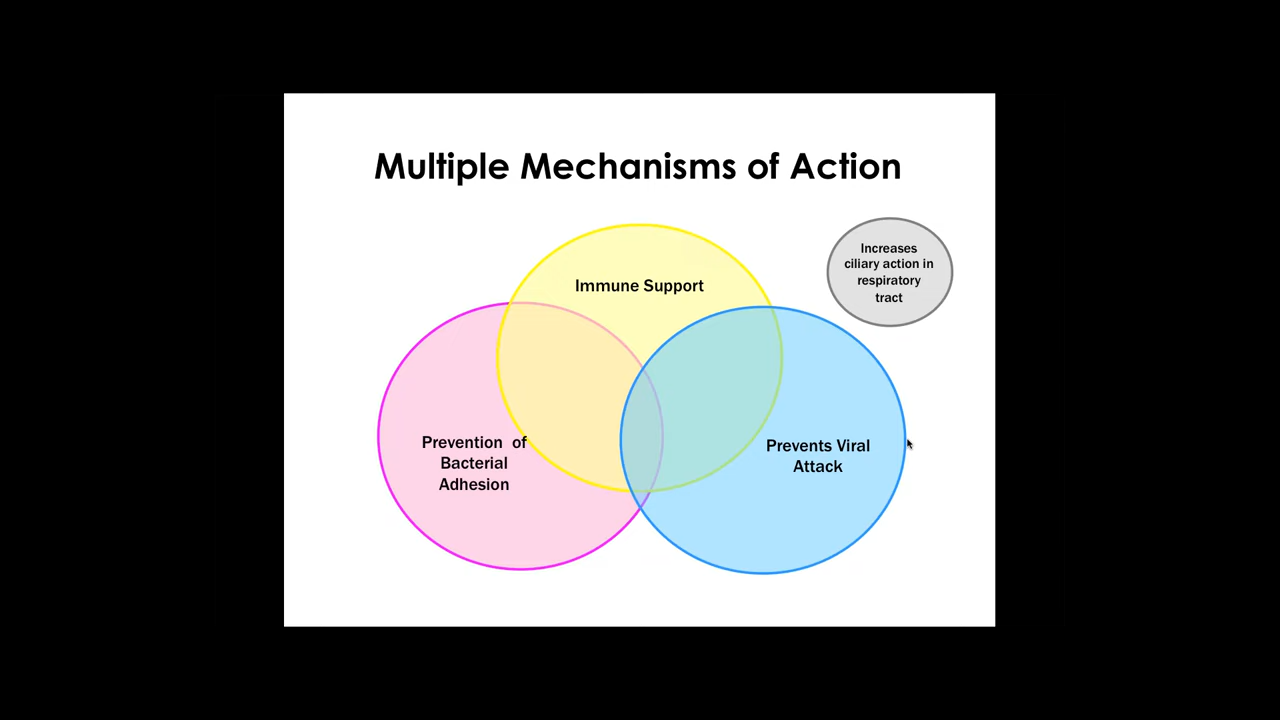 Multiple Mechanisms of Action
Increases
ciliary action in
respiratory
tract
Immune Support
Prevention of
Bacterial
Adhesion
Prevents Viral
Attack